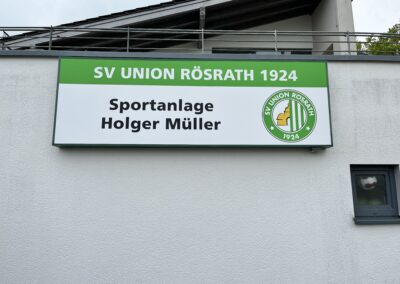 SV UNION RÖSRATH 1924
Sportanlage
Holger Müller
SV UNION RÖSRATH
1924